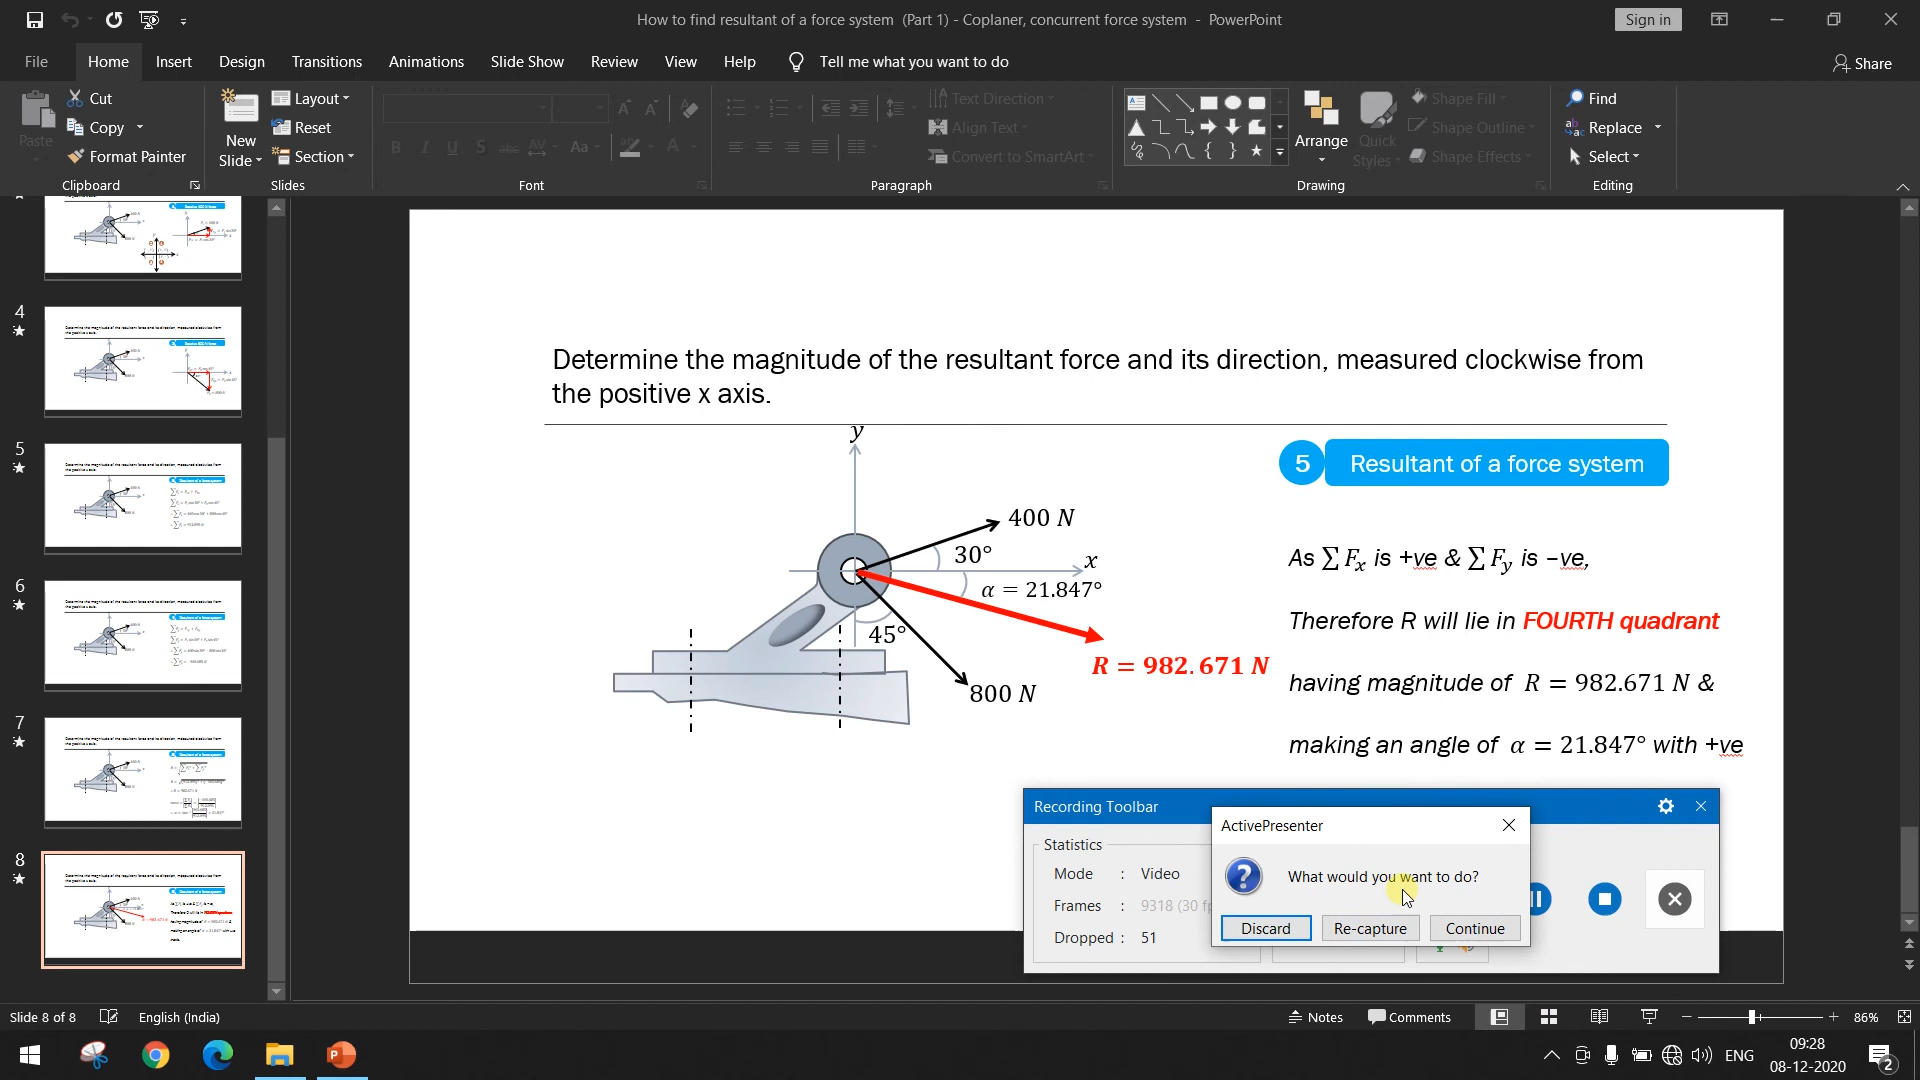 How to find resultant of a force system (Part 1) - Coplaner, concurrent force system - PowerPoint
Sign in
File Home Insert Design Transitions Animations Slide Show Review View Help Tell me what you want to do
Share
Paste
Cut
Copy
Format Painter
Clipboard
New Slide
Layout
Reset
Section
Slides
Font
Text Direction
Align Text
Convert to SmartArt
Paragraph
Arrange
Quick Styles
Shape Fill
Shape Outline
Shape Effects
Drawing
Find
Replace
Select
Editing
4
5
6
7
8
Determine the magnitude of the resultant force and its direction, measured clockwise from
the positive x axis.
y
5 Resultant of a force system
400 N
30°
x
α = 21.847°
45°
R = 982.671 N
800 N
As ∑ Fx is +ve & ∑ Fy is –ve,
Therefore R will lie in FOURTH quadrant
having magnitude of R = 982.671 N &
making an angle of α = 21.847° with +ve
Recording Toolbar
Statistics
Mode : Video
Frames : 9318 (30 fp
Dropped : 51
ActivePresenter
What would you want to do?
Discard Re-capture Continue
Slide 8 of 8 English (India) Notes Comments 86%
ENG
09:28
08-12-2020
2